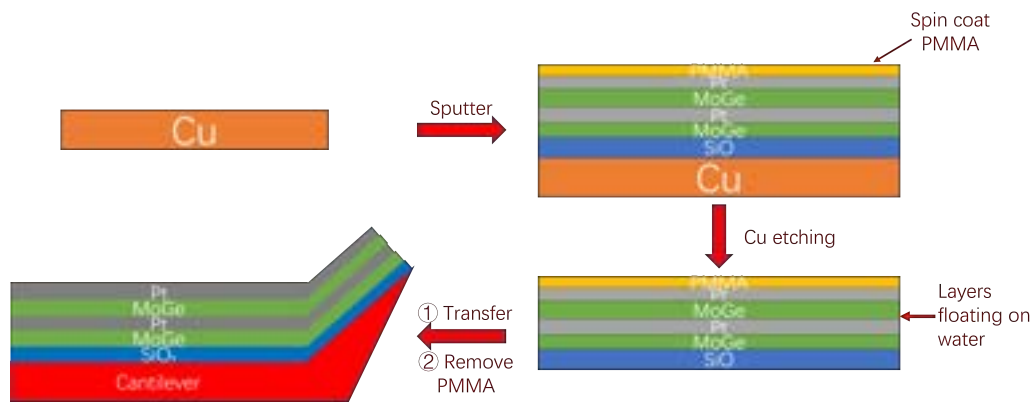 Cu
Sputter
Spin coat
PMMA
PMMA
Pt
MoGe
Pt
MoGe
SiO
Cu
Cu etching
PMMA
Pt
MoGe
Pt
MoGe
SiO
Layers
floating on
water
① Transfer
② Remove
PMMA
Pt
MoGe
Pt
MoGe
SiOₓ
Cantilever